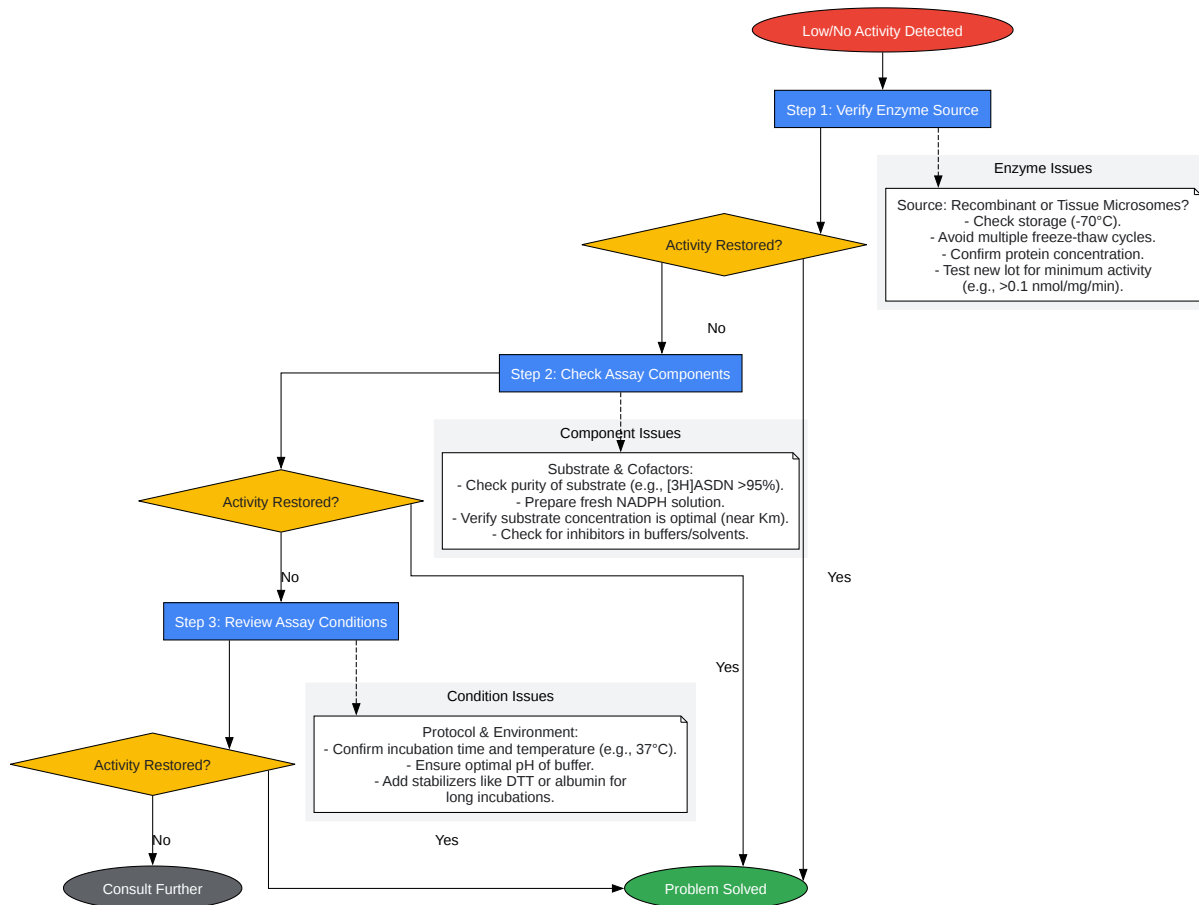 Low/No Activity Detected
Step 1: Verify Enzyme Source
Enzyme Issues
Source: Recombinant or Tissue Microsomes?
- Check storage (-70°C).
- Avoid multiple freeze-thaw cycles.
- Confirm protein concentration.
- Test new lot for minimum activity
(e.g., >0.1 nmol/mg/min).
Activity Restored?
No
Step 2: Check Assay Components
Component Issues
Substrate & Cofactors:
- Check purity of substrate (e.g., [3H]ASDN >95%).
- Prepare fresh NADPH solution.
- Verify substrate concentration is optimal (near Km).
- Check for inhibitors in buffers/solvents.
Activity Restored?
No
Yes
Step 3: Review Assay Conditions
Yes
Condition Issues
Protocol & Environment:
- Confirm incubation time and temperature (e.g., 37°C).
- Ensure optimal pH of buffer.
- Add stabilizers like DTT or albumin for
long incubations.
Activity Restored?
No
Yes
Consult Further
Problem Solved